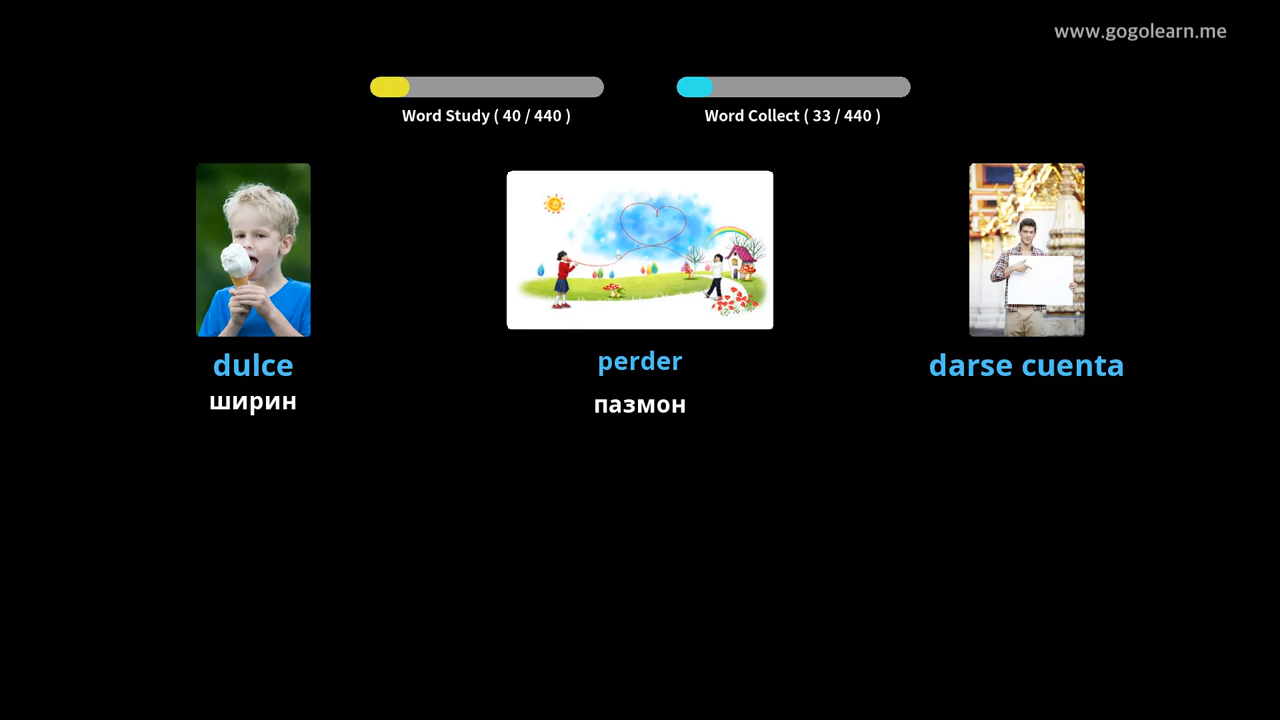 www.gogolearn.me
Word Study ( 40 / 440 )
Word Collect ( 33 / 440 )
dulce
ширин
perder
пазмон
darse cuenta